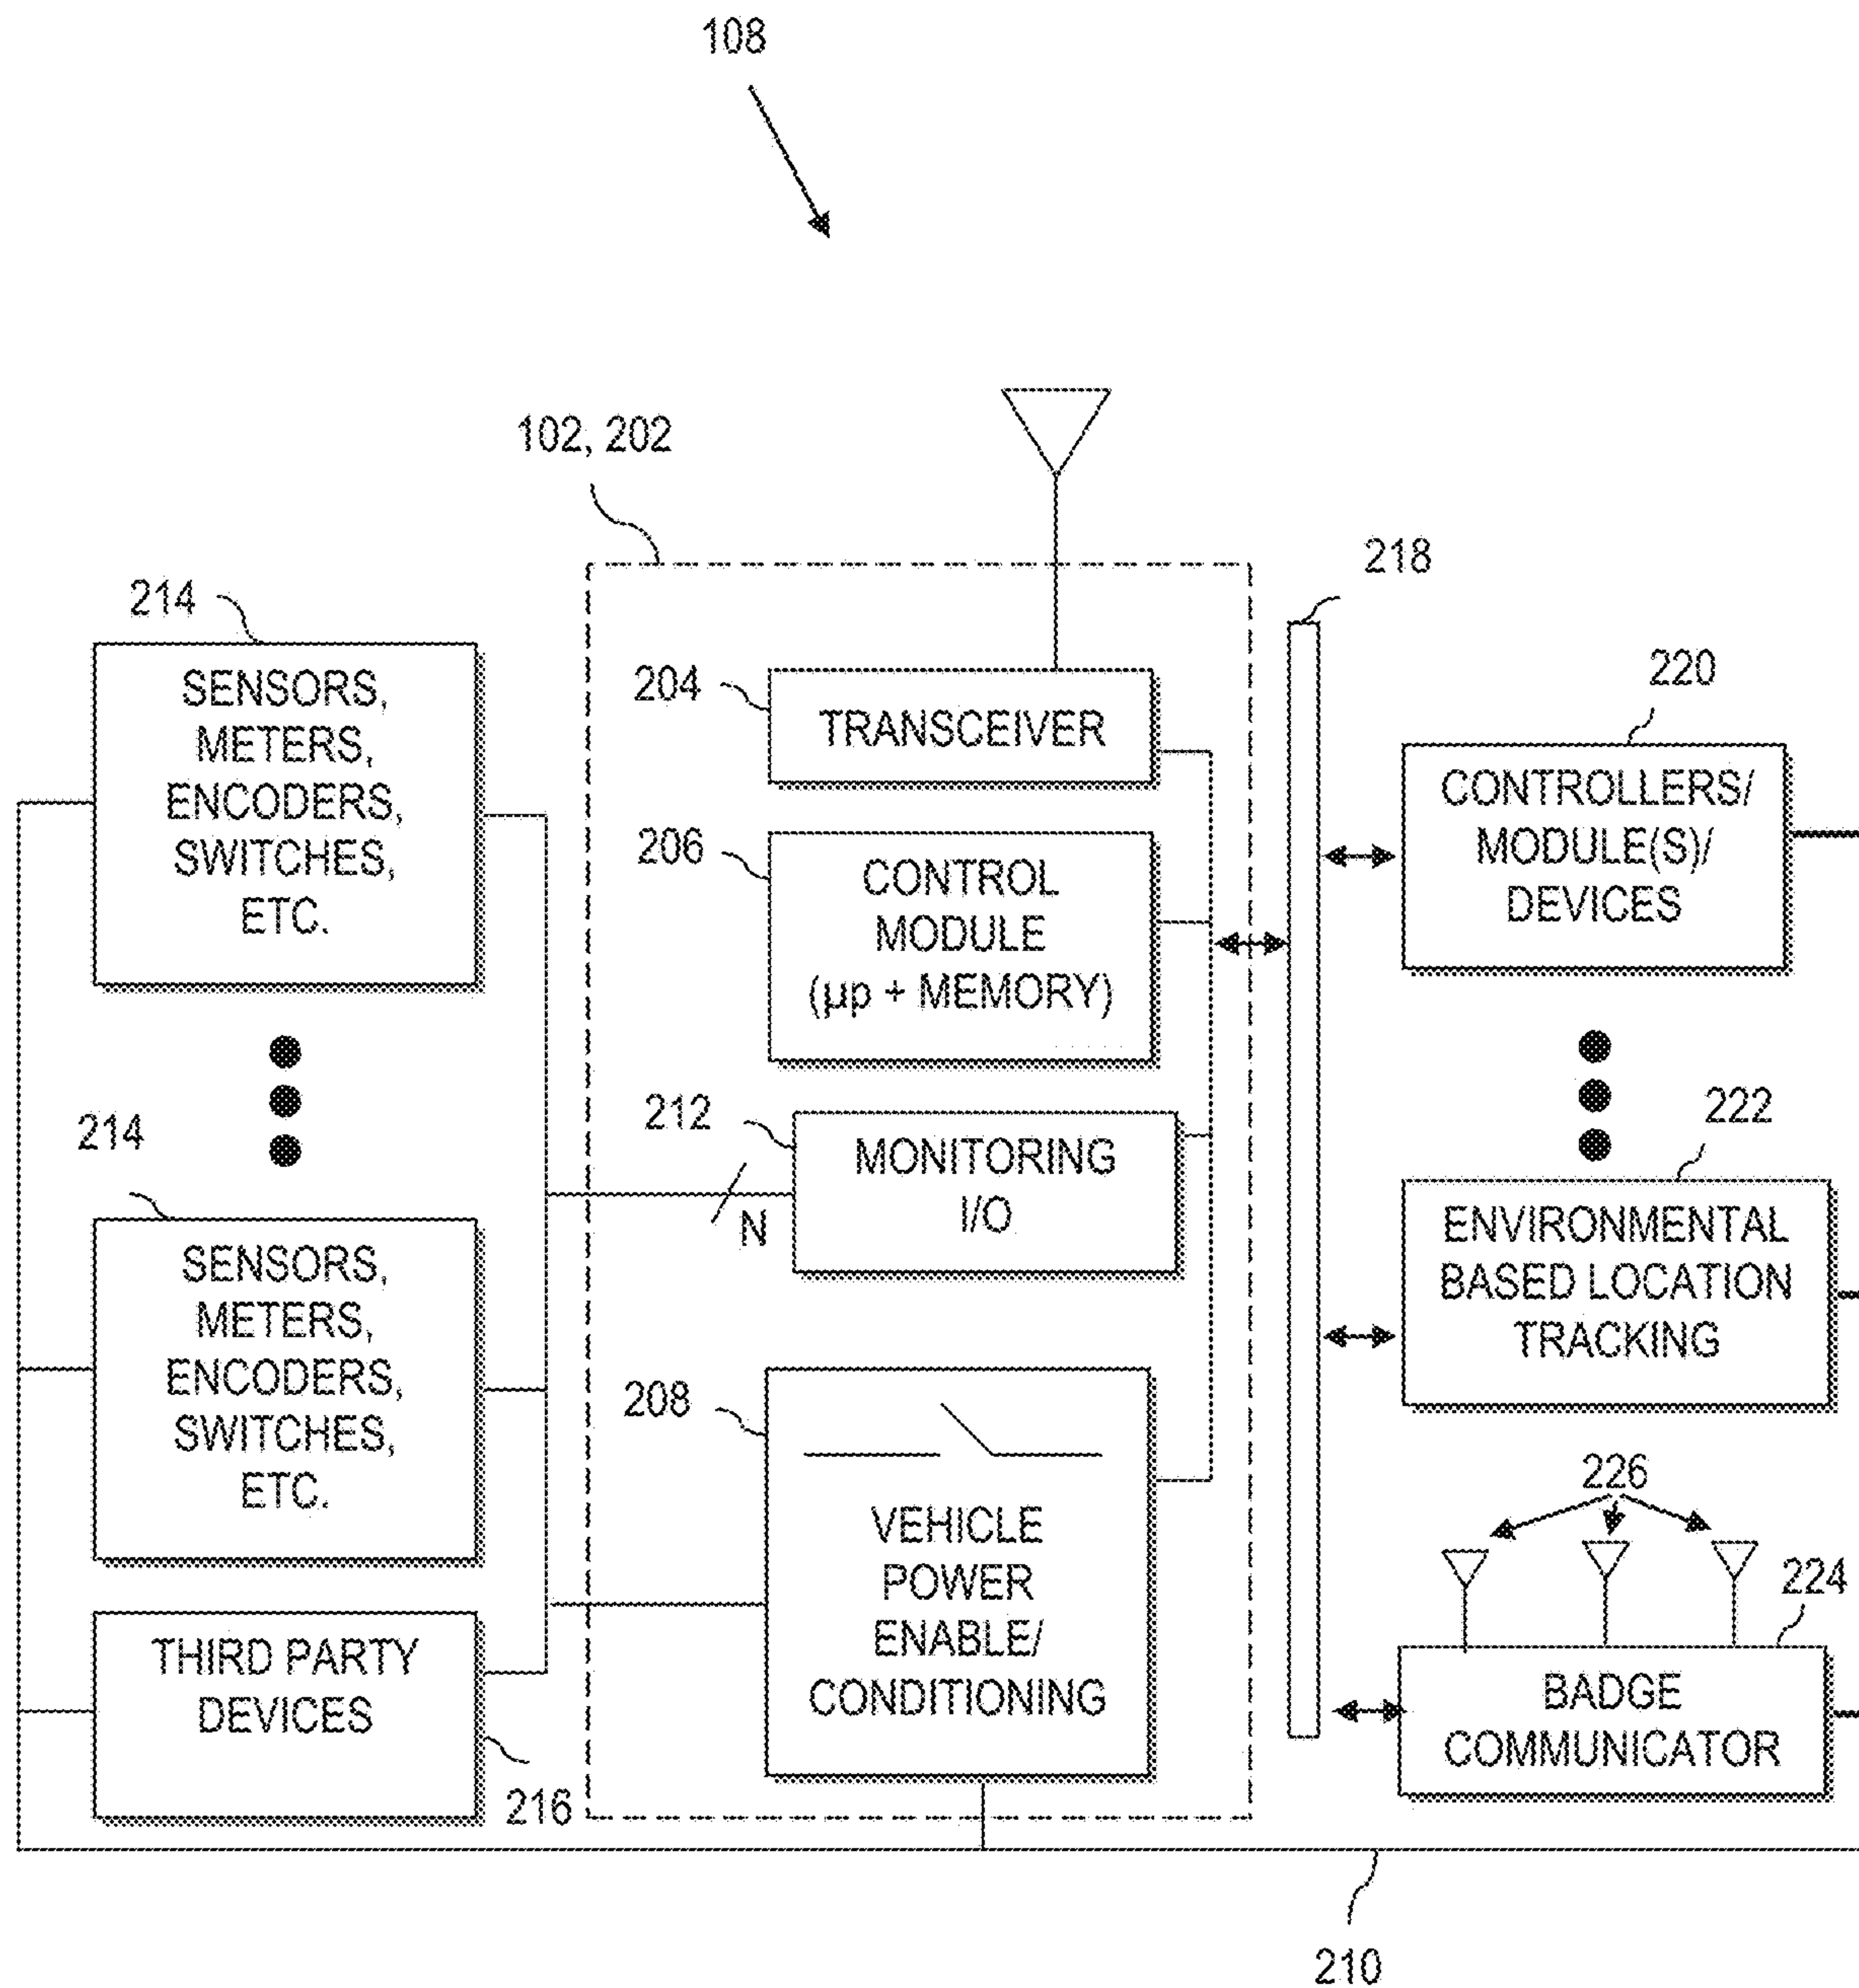 108
102, 202
218
214
SENSORS,
METERS,
ENCODERS,
SWITCHES,
ETC.
204
TRANSCEIVER
220
CONTROLLERS/
MODULE(S)/
DEVICES
206
CONTROL
MODULE
(µp + MEMORY)
214
SENSORS,
METERS,
ENCODERS,
SWITCHES,
ETC.
212
MONITORING
I/O
N
222
ENVIRONMENTAL
BASED LOCATION
TRACKING
208
VEHICLE
POWER
ENABLE/
CONDITIONING
226
224
BADGE
COMMUNICATOR
THIRD PARTY
DEVICES
216
210